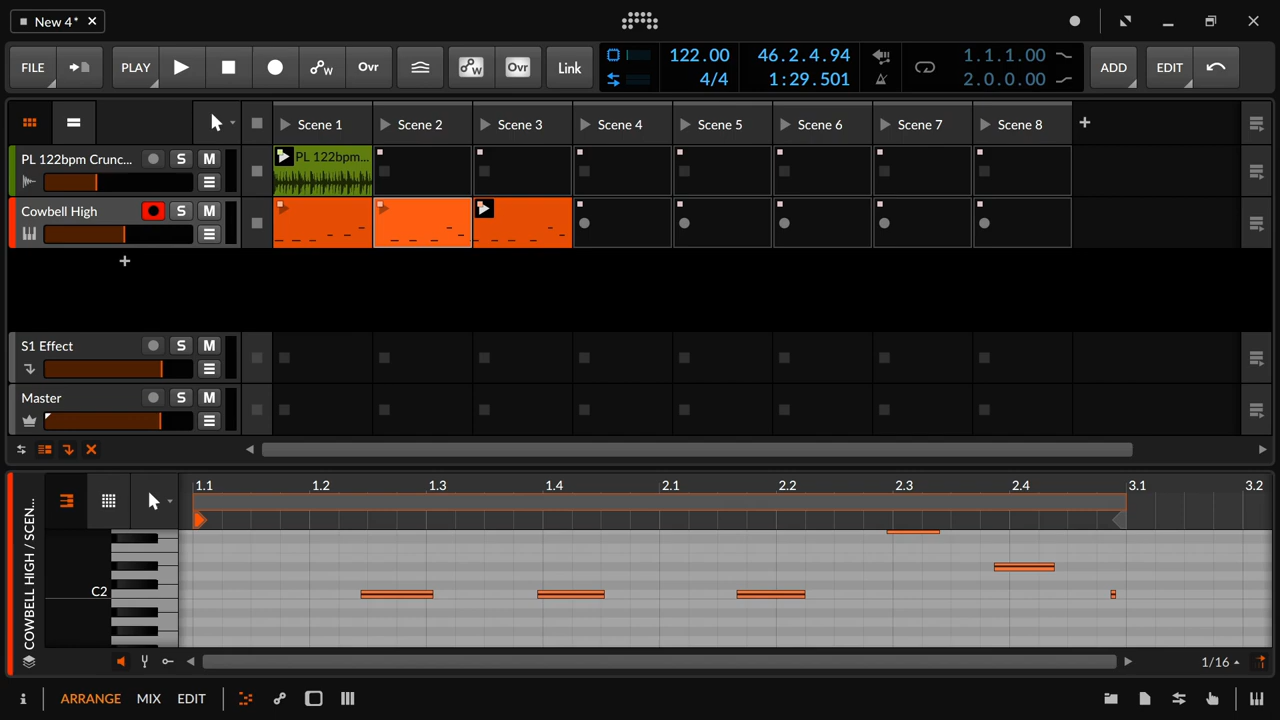 New 4*
FILE PLAY Ovr Ovr Link 122.00 4/4 46.2.4.94 1:29.501 1.1.1.00 2.0.0.00 ADD EDIT
Scene 1 Scene 2 Scene 3 Scene 4 Scene 5 Scene 6 Scene 7 Scene 8
PL 122bpm Crunc... S M PL 122bpm...
Cowbell High S M
S1 Effect S M
Master S M
COWBELL HIGH / SCEN...
1.1 1.2 1.3 1.4 2.1 2.2 2.3 2.4 3.1 3.2
C2
1/16
ARRANGE MIX EDIT